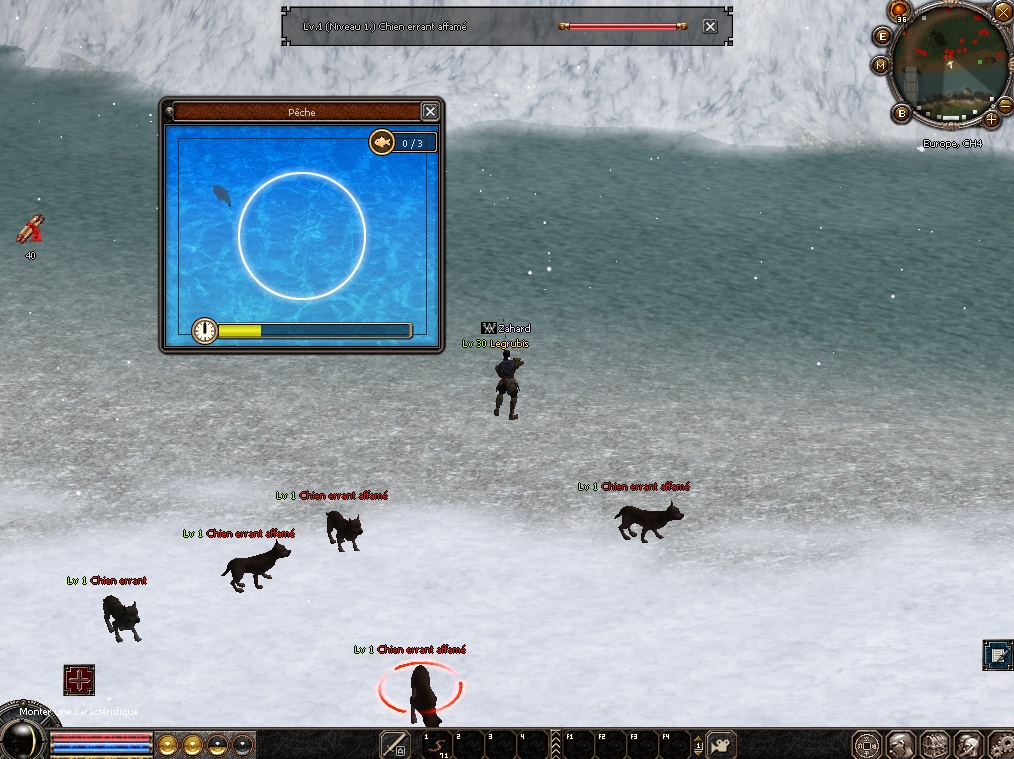 Lv.1 (Niveau 1.) Chien errant affamé
36
E
M
B
Europe, CH4
Pêche
0 / 3
40
Zahard
Lv 30 Legrubis
Lv 1 Chien errant affamé
Lv 1 Chien errant affamé
Lv 1 Chien errant affamé
Lv 1 Chien errant
Lv 1 Chien errant affamé
Monter une caractéristique
1 2 3 4 F1 F2 F3 F4
71
1